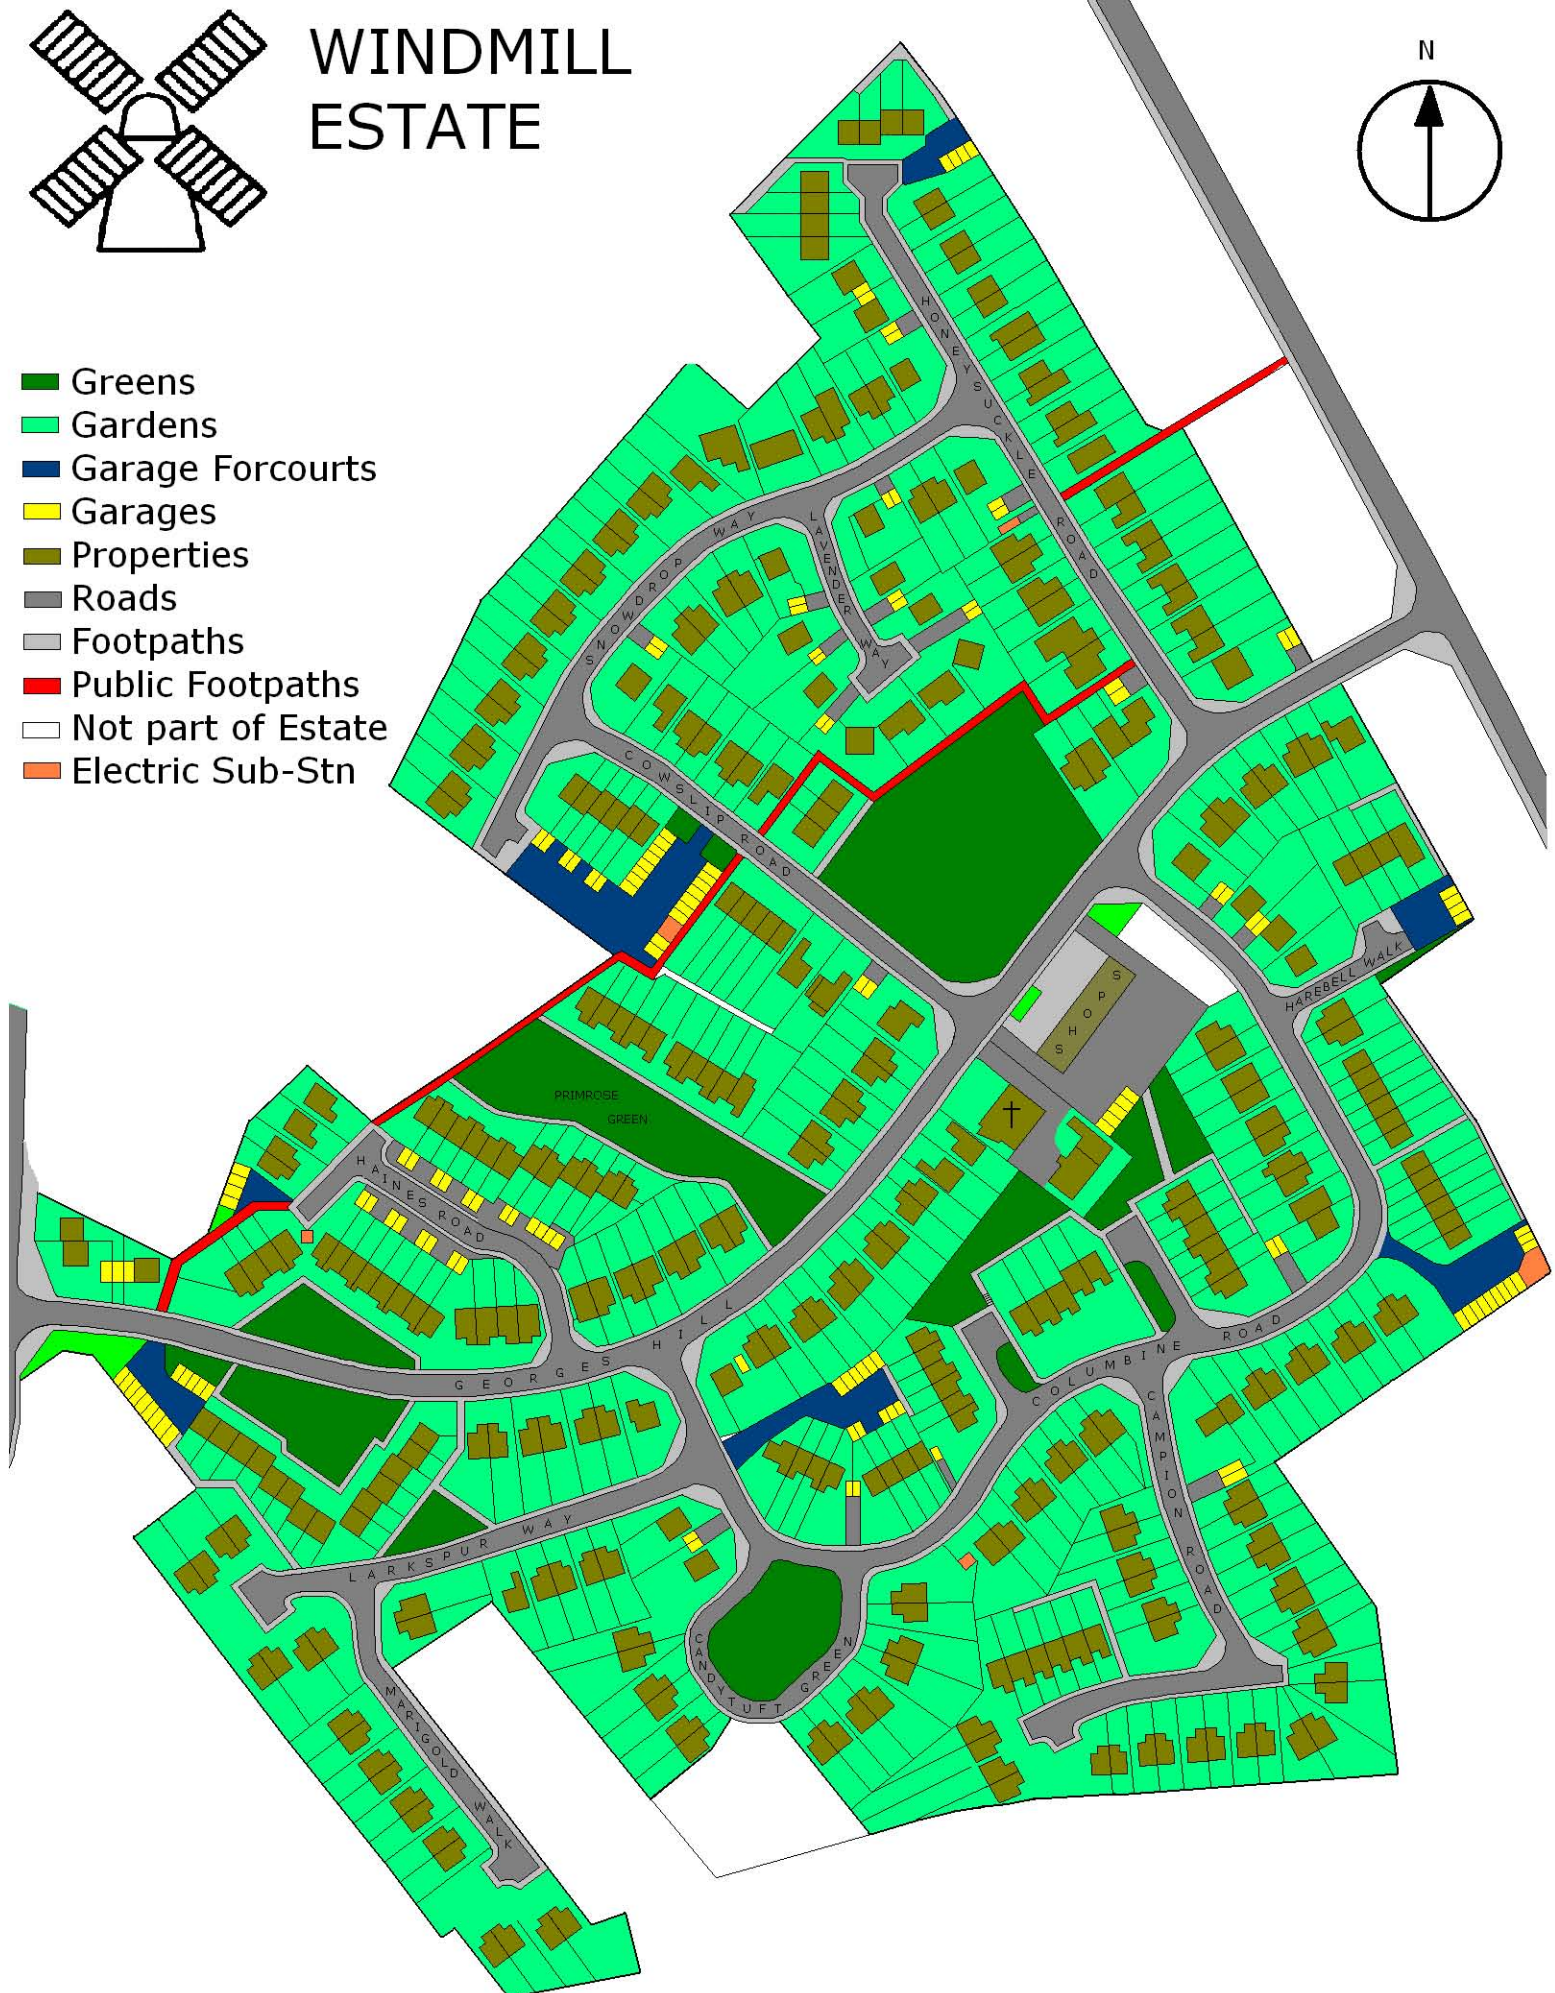 WINDMILL
ESTATE
N
Greens
Gardens
Garage Forcourts
Garages
Properties
Roads
Footpaths
Public Footpaths
Not part of Estate
Electric Sub-Stn
HONEYSUCKLE ROAD
SNOWDROP WAY
LAVENDER WAY
COWSLIP ROAD
HAREBELL WALK
SHOPS
PRIMROSE
GREEN
HAINES ROAD
GEORGES HILL
COLUMBINE ROAD
CAMPION ROAD
LARKSPUR WAY
CANDYTUFT GREEN
MARIGOLD WALK